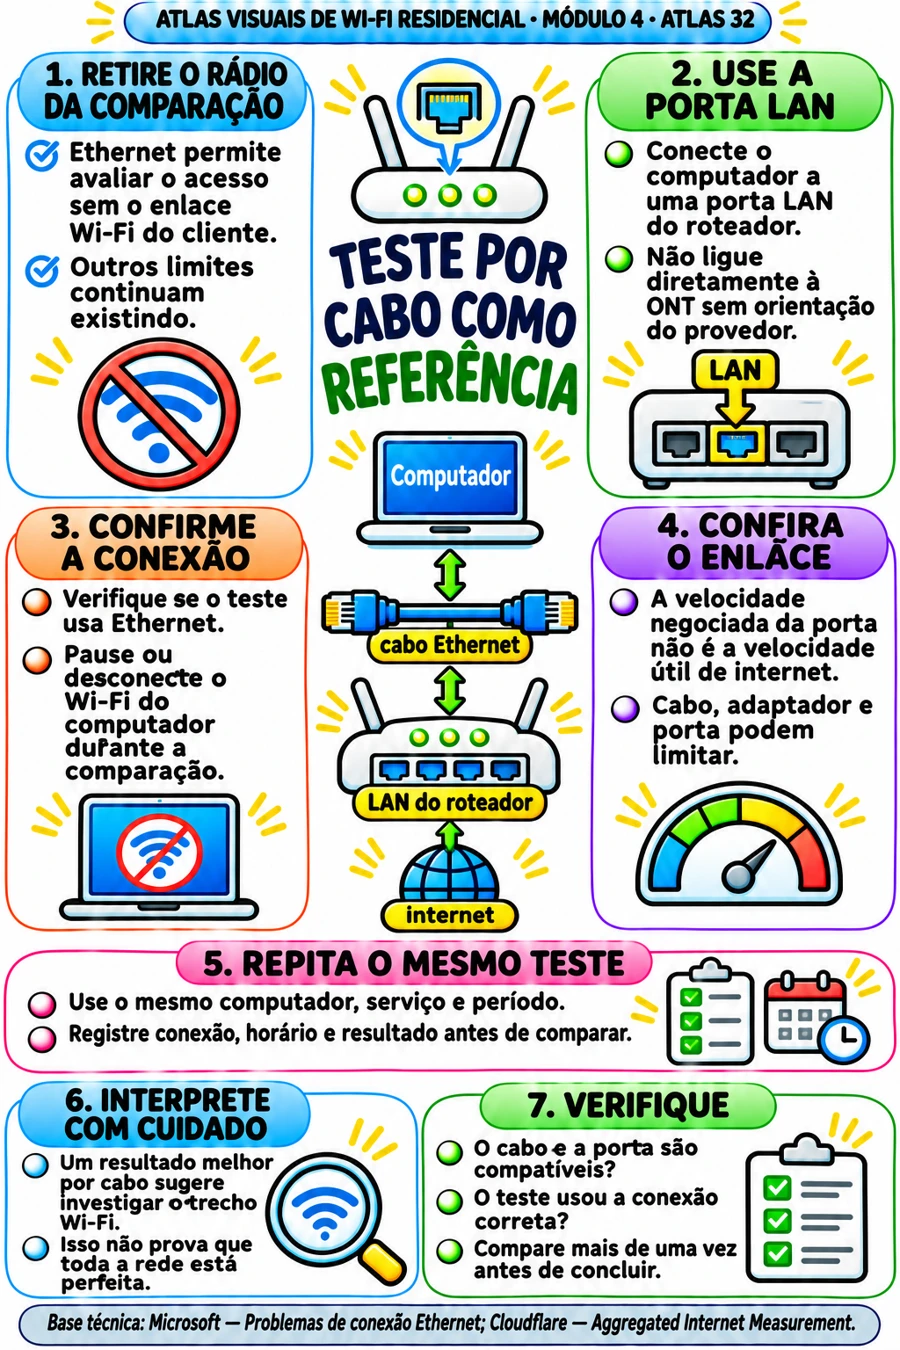 ATLAS VISUAIS DE WI-FI RESIDENCIAL · MÓDULO 4 · ATLAS 32
1. RETIRE O RÁDIO
DA COMPARAÇÃO
Ethernet permite
avaliar o acesso
sem o enlace
Wi-Fi do cliente.
Outros limites
continuam
existindo.
TESTE POR
CABO COMO
REFERÊNCIA
2. USE A
PORTA LAN
Conecte o
computador a
uma porta LAN
do roteador.
Não ligue
diretamente à
ONT sem orientação
do provedor.
LAN
Computador
cabo Ethernet
LAN do roteador
internet
3. CONFIRME
A CONEXÃO
Verifique se o teste
usa Ethernet.
Pause ou
desconecte o
Wi-Fi do
computador
durante a
comparação.
4. CONFIRA
O ENLACE
A velocidade
negociada da porta
não é a velocidade
útil de internet.
Cabo, adaptador e
porta podem
limitar.
5. REPITA O MESMO TESTE
Use o mesmo computador, serviço e período.
Registre conexão, horário e resultado antes de comparar.
6. INTERPRETE
COM CUIDADO
Um resultado melhor
por cabo sugere
investigar o trecho
Wi-Fi.
Isso não prova que
toda a rede está
perfeita.
7. VERIFIQUE
O cabo e a porta são
compatíveis?
O teste usou a conexão
correta?
Compare mais de uma vez
antes de concluir.
Base técnica: Microsoft — Problemas de conexão Ethernet; Cloudflare — Aggregated Internet Measurement.